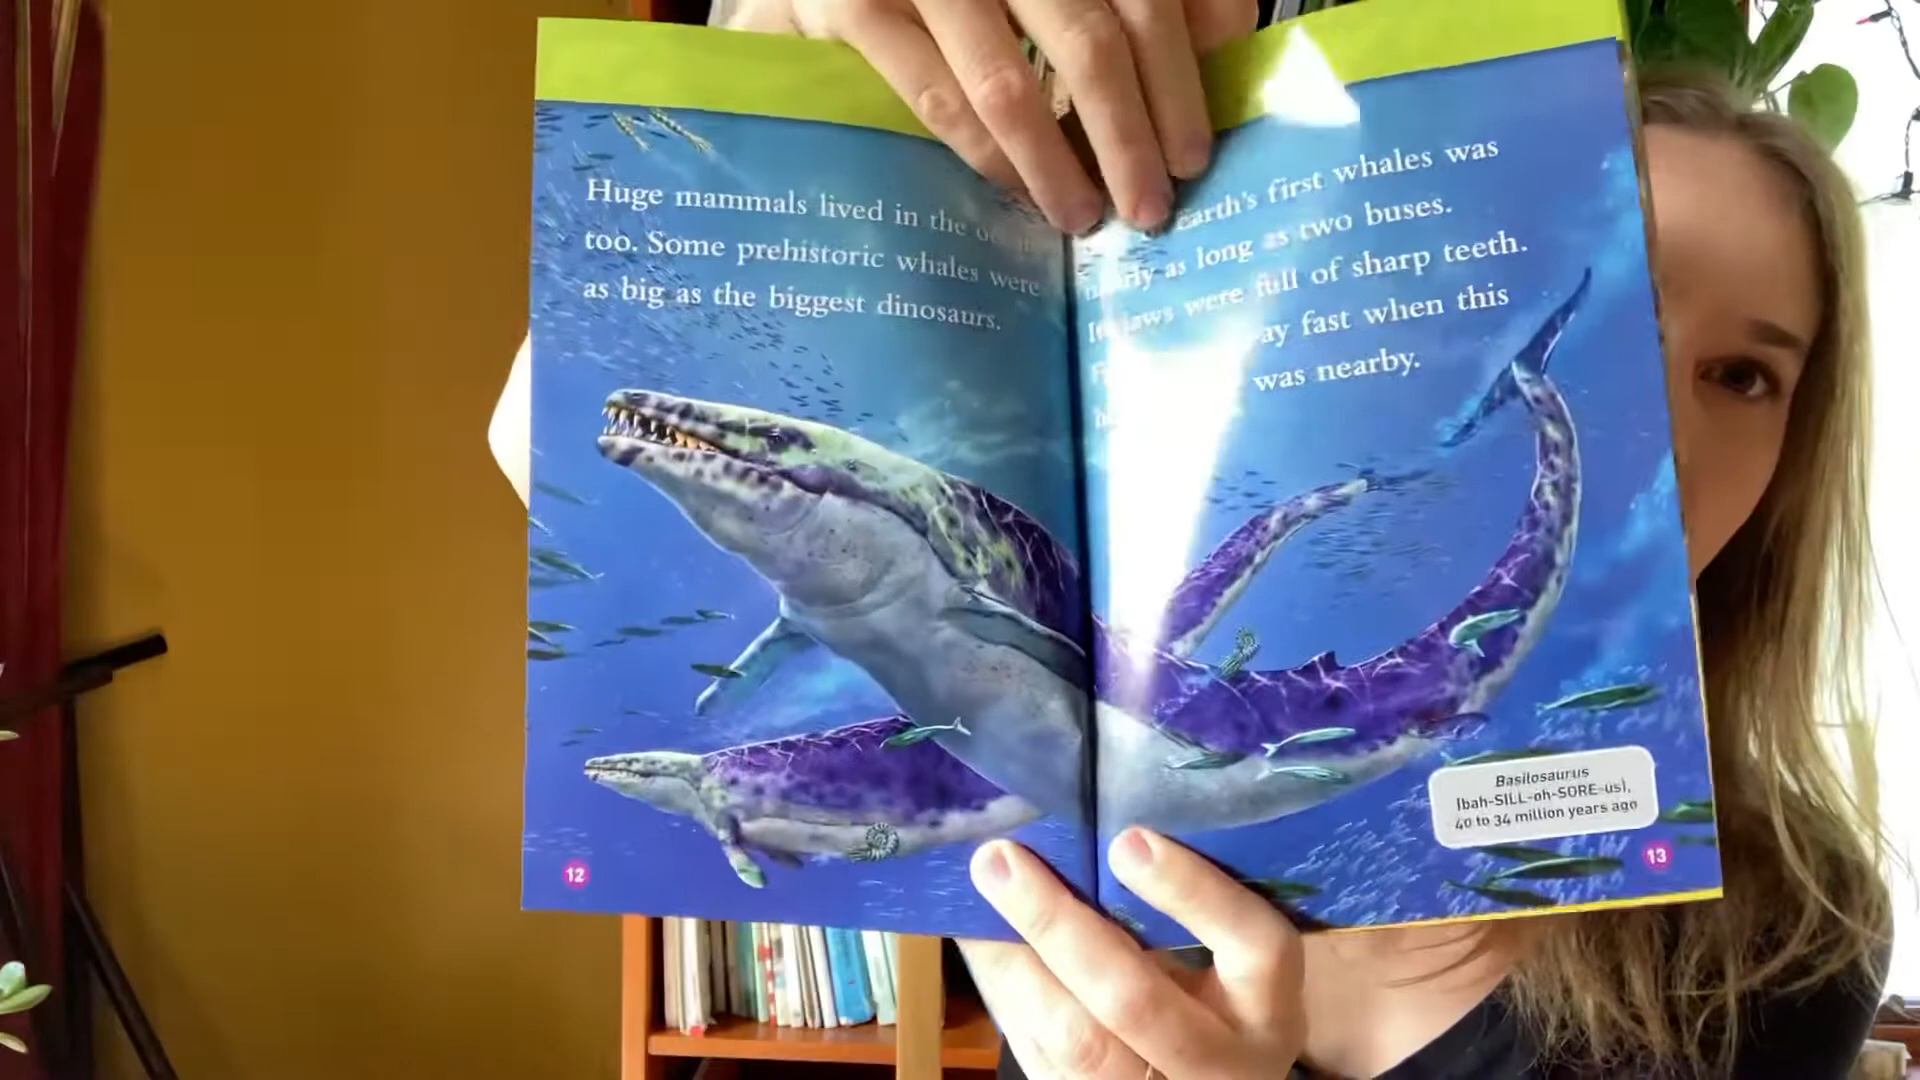 Huge mammals lived in the
too. Some prehistoric whales were
as big as the biggest dinosaurs.
Earth's first whales was
nearly as long as two buses.
Its jaws were full of sharp teeth.
fast when this
was nearby.
Basilosaurus
(bah-SILL-oh-SORE-us),
40 to 34 million years ago
12
13